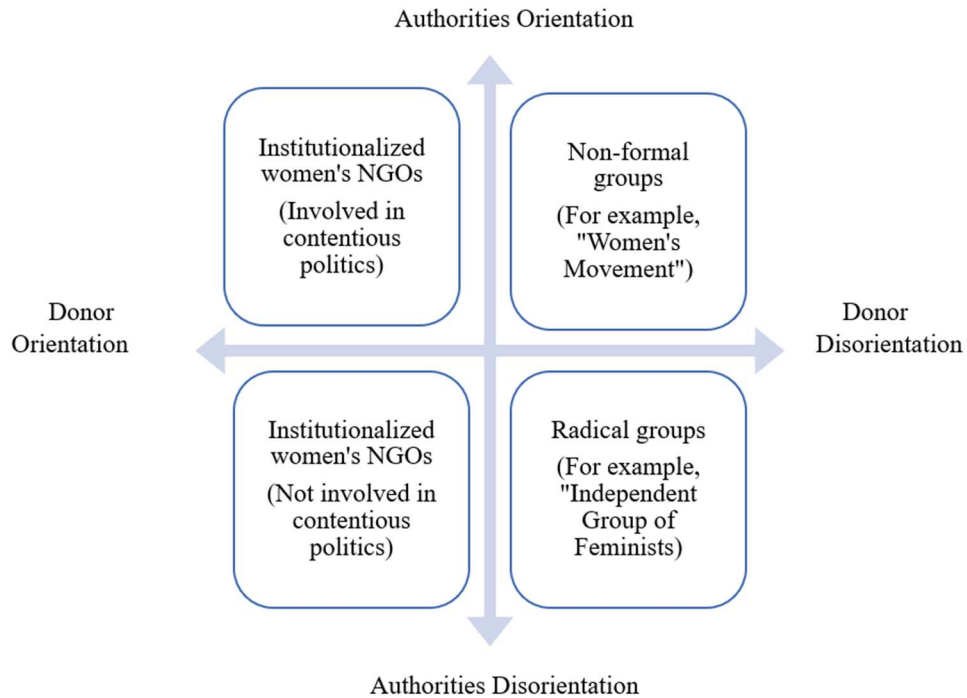 Authorities Orientation
Institutionalized
women's NGOs
(Involved in
contentious
politics)
Non-formal
groups
(For example,
"Women's
Movement")
Donor
Orientation
Donor
Disorientation
Institutionalized
women's NGOs
(Not involved in
contentious
politics)
Radical groups
(For example,
"Independent
Group of
Feminists)
Authorities Disorientation